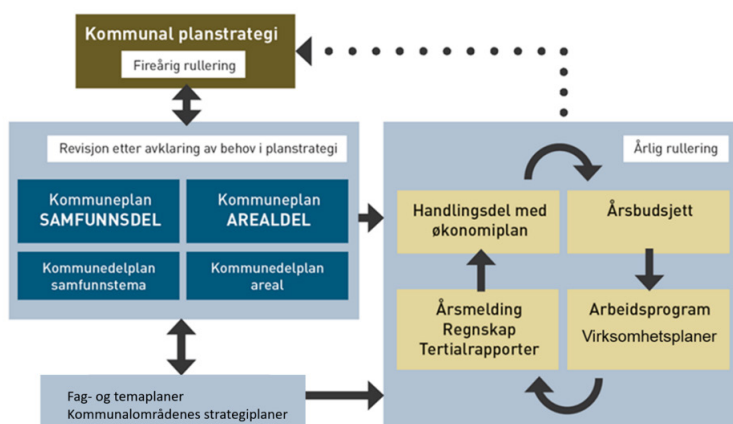 Kommunal planstrategi
Fireårig rullering
Revisjon etter avklaring av behov i planstrategi
Kommuneplan
SAMFUNNSDEL
Kommuneplan
AREALDEL
Kommunedelplan
samfunnstema
Kommunedelplan
areal
Fag- og temaplaner
Kommunalområdenes strategiplaner
Årlig rullering
Handlingsdel med
økonomiplan
Årsbudsjett
Årsmelding
Regnskap
Tertialrapporter
Arbeidsprogram
Virksomhetsplaner